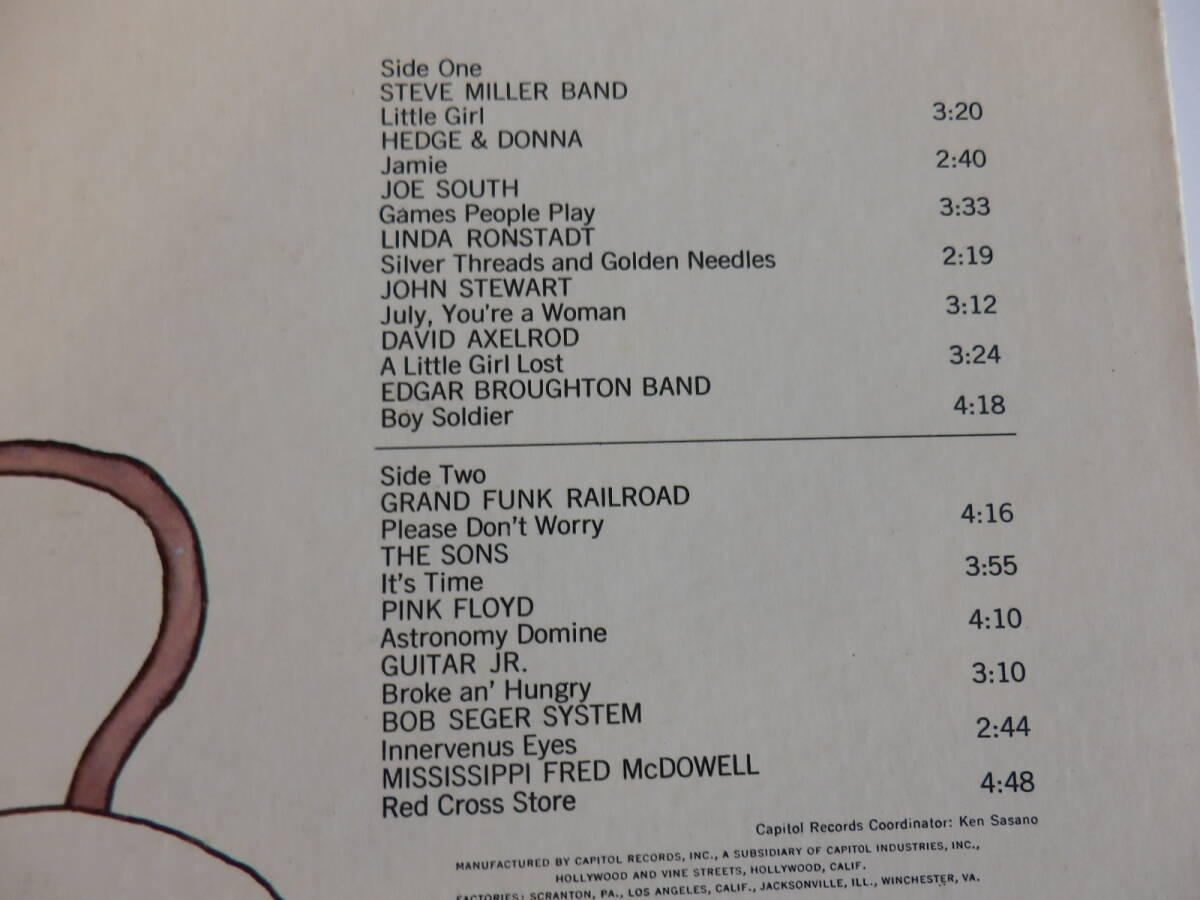 Side One
STEVE MILLER BAND
Little Girl 3:20
HEDGE & DONNA
Jamie 2:40
JOE SOUTH
Games People Play 3:33
LINDA RONSTADT
Silver Threads and Golden Needles 2:19
JOHN STEWART
July, You're a Woman 3:12
DAVID AXELROD
A Little Girl Lost 3:24
EDGAR BROUGHTON BAND
Boy Soldier 4:18
Side Two
GRAND FUNK RAILROAD
Please Don't Worry 4:16
THE SONS
It's Time 3:55
PINK FLOYD
Astronomy Domine 4:10
GUITAR JR.
Broke an' Hungry 3:10
BOB SEGER SYSTEM
Innervenus Eyes 2:44
MISSISSIPPI FRED McDOWELL
Red Cross Store 4:48
Capitol Records Coordinator: Ken Sasano
MANUFACTURED BY CAPITOL RECORDS, INC., A SUBSIDIARY OF CAPITOL INDUSTRIES, INC.,
HOLLYWOOD AND VINE STREETS, HOLLYWOOD, CALIF.
FACTORIES: SCRANTON, PA., LOS ANGELES, CALIF., JACKSONVILLE, ILL., WINCHESTER, VA.